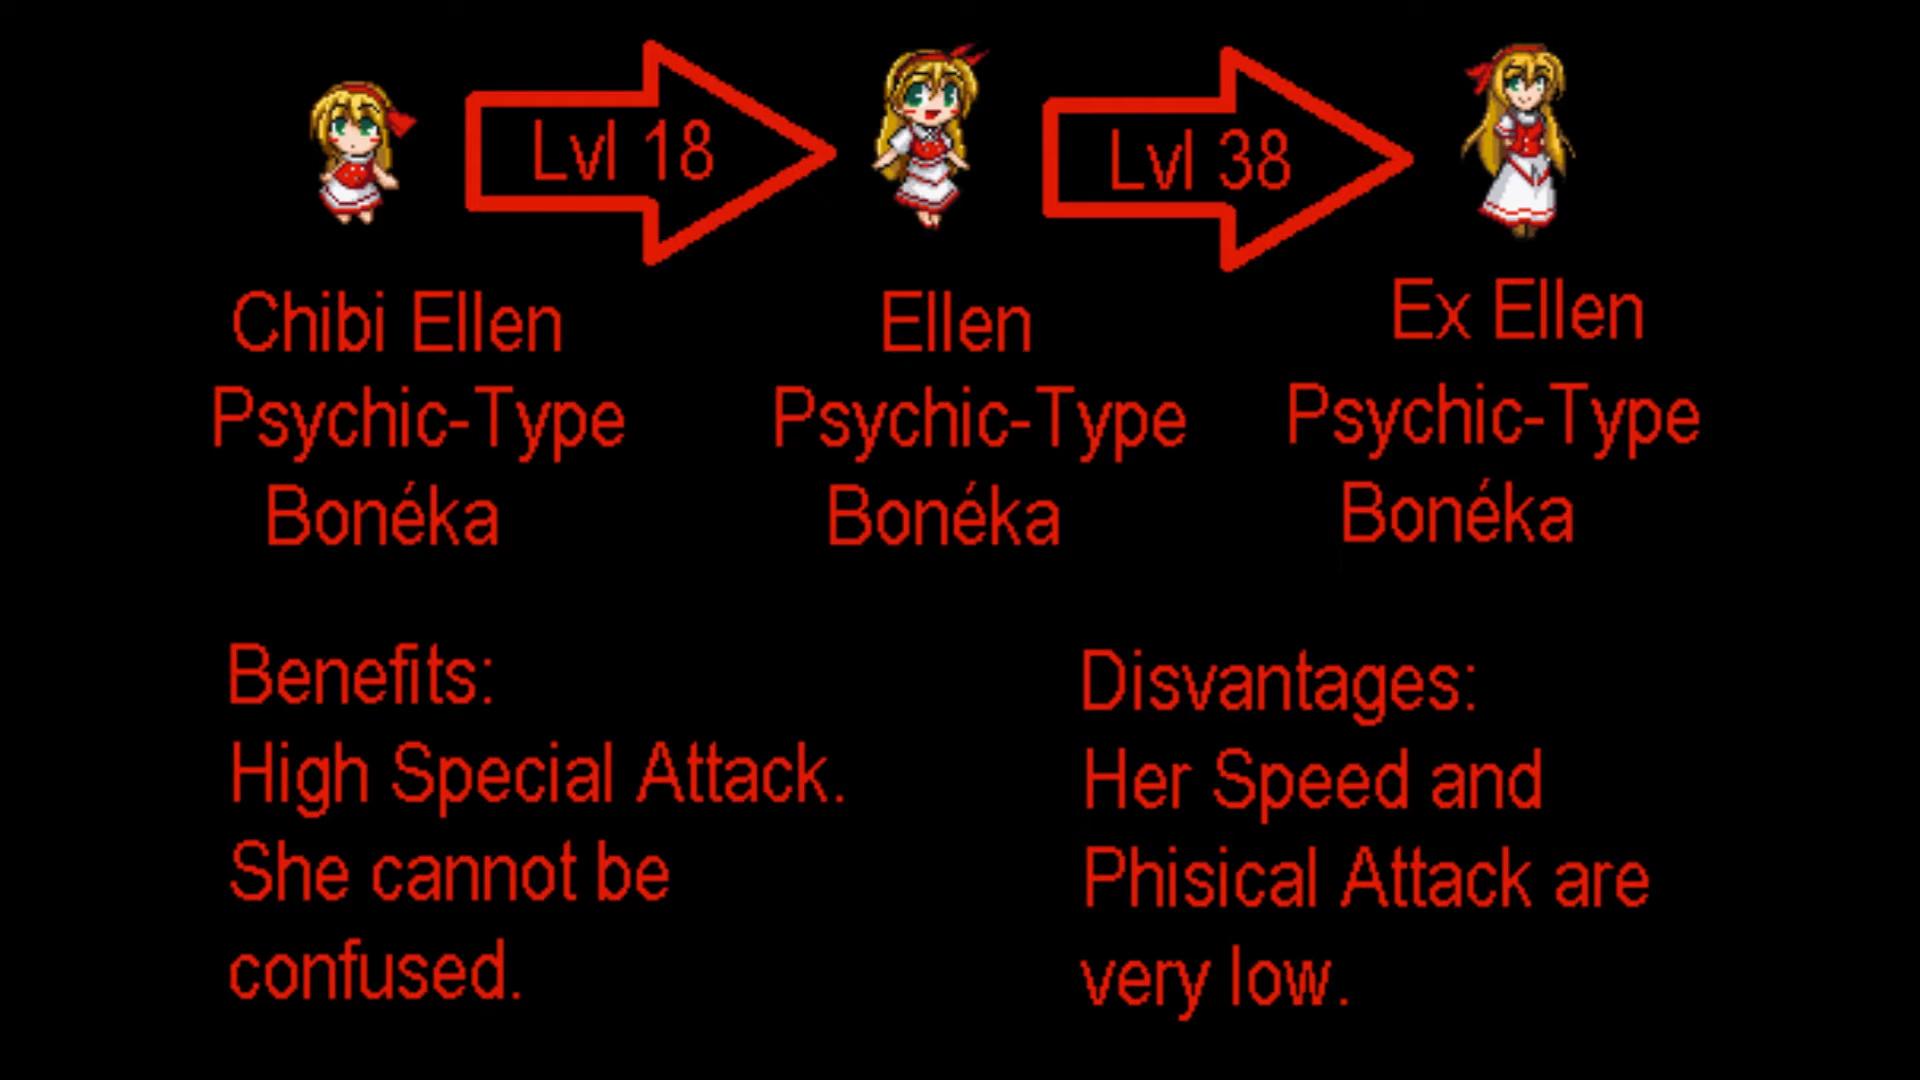 Lvl 18
Lvl 38
Chibi Ellen
Psychic-Type
Bonéka
Ellen
Psychic-Type
Bonéka
Ex Ellen
Psychic-Type
Bonéka
Benefits:
High Special Attack.
She cannot be
confused.
Disvantages:
Her Speed and
Phisical Attack are
very low.